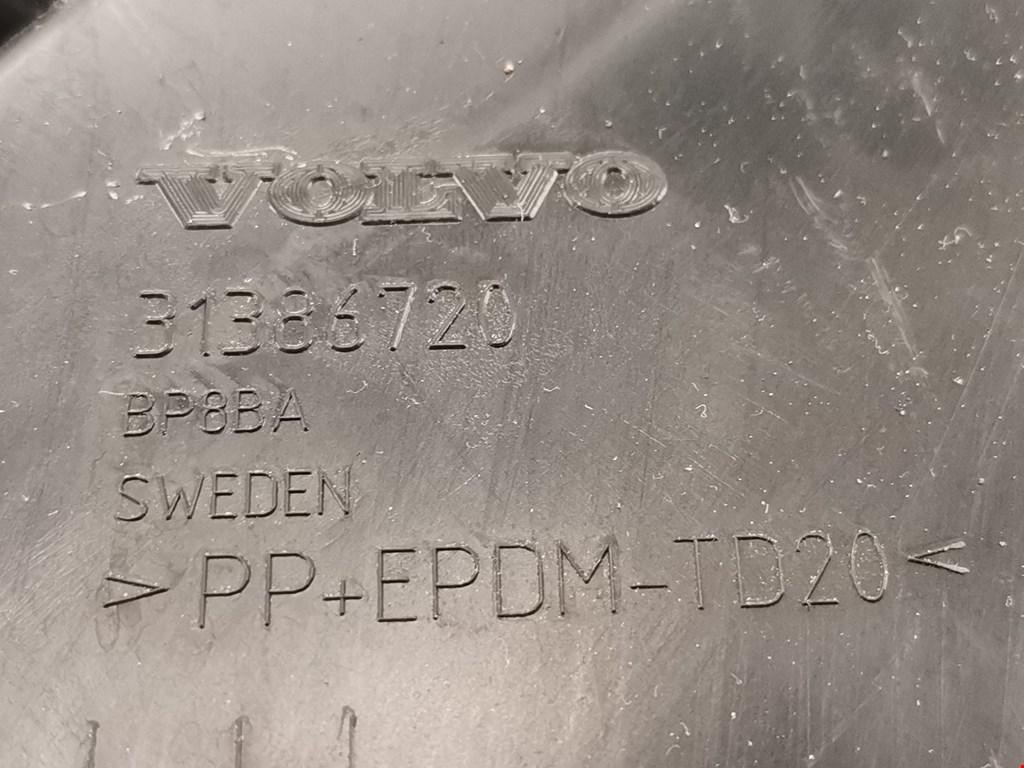 VOLVO
31386720
BP8BA
SWEDEN
>PP+EPDM-TD20<